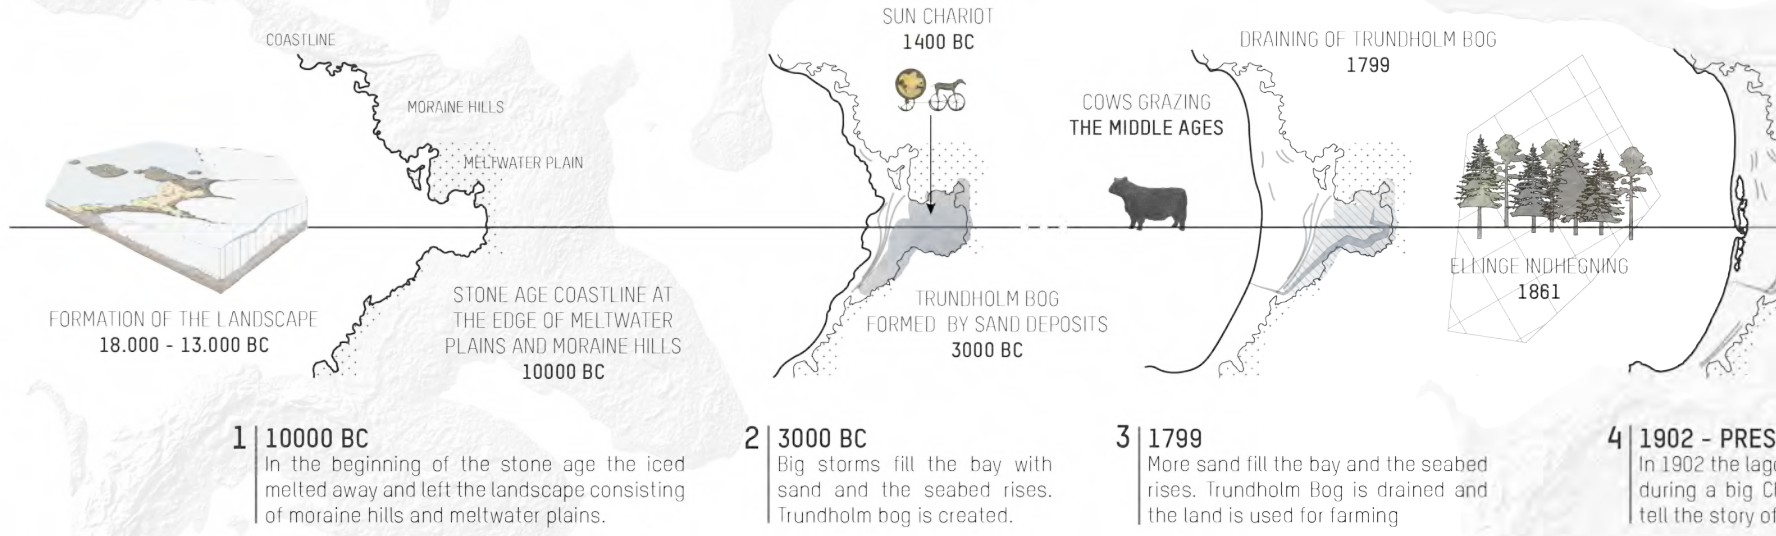 COASTLINE
MORAINE HILLS
MELTWATER PLAIN
FORMATION OF THE LANDSCAPE
18.000 - 13.000 BC
STONE AGE COASTLINE AT
THE EDGE OF MELTWATER
PLAINS AND MORAINE HILLS
10000 BC
SUN CHARIOT
1400 BC
TRUNDHOLM BOG
FORMED BY SAND DEPOSITS
3000 BC
COWS GRAZING
THE MIDDLE AGES
DRAINING OF TRUNDHOLM BOG
1799
ELLINGE INDHEGNING
1861
1 10000 BC
In the beginning of the stone age the iced
melted away and left the landscape consisting
of moraine hills and meltwater plains.
2 3000 BC
Big storms fill the bay with
sand and the seabed rises.
Trundholm bog is created.
3 1799
More sand fill the bay and the seabed
rises. Trundholm Bog is drained and
the land is used for farming
4 1902 - PRES
In 1902 the lag
during a big
tell the story of